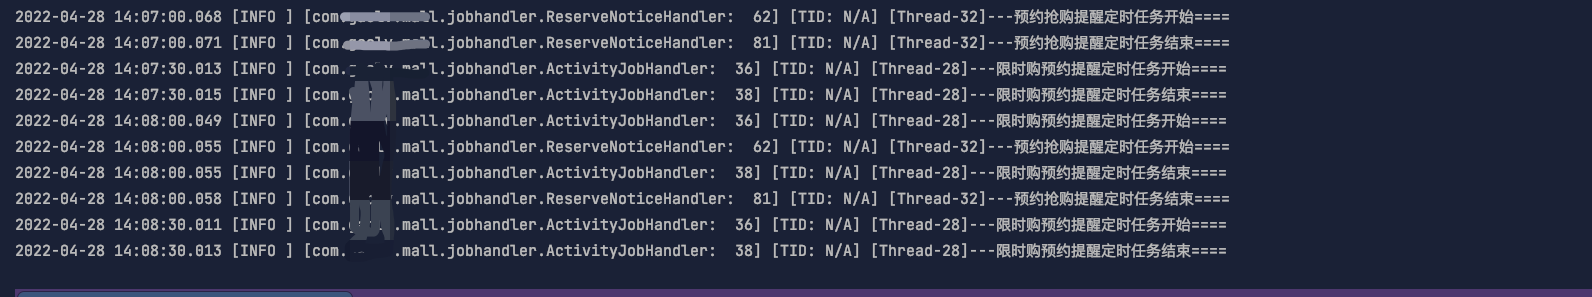 2022-04-28 14:07:00.068 [INFO ] [com. .mall.jobhandler.ReserveNoticeHandler:  62] [TID: N/A] [Thread-32]---预约抢购提醒定时任务开始====
2022-04-28 14:07:00.071 [INFO ] [com. .mall.jobhandler.ReserveNoticeHandler:  81] [TID: N/A] [Thread-32]---预约抢购提醒定时任务结束====
2022-04-28 14:07:30.013 [INFO ] [com. .mall.jobhandler.ActivityJobHandler:  36] [TID: N/A] [Thread-28]---限时购预约提醒定时任务开始====
2022-04-28 14:07:30.015 [INFO ] [com. .mall.jobhandler.ActivityJobHandler:  38] [TID: N/A] [Thread-28]---限时购预约提醒定时任务结束====
2022-04-28 14:08:00.049 [INFO ] [com. .mall.jobhandler.ActivityJobHandler:  36] [TID: N/A] [Thread-28]---限时购预约提醒定时任务开始====
2022-04-28 14:08:00.055 [INFO ] [com. .mall.jobhandler.ReserveNoticeHandler:  62] [TID: N/A] [Thread-32]---预约抢购提醒定时任务开始====
2022-04-28 14:08:00.055 [INFO ] [com. .mall.jobhandler.ActivityJobHandler:  38] [TID: N/A] [Thread-28]---限时购预约提醒定时任务结束====
2022-04-28 14:08:00.058 [INFO ] [com. .mall.jobhandler.ReserveNoticeHandler:  81] [TID: N/A] [Thread-32]---预约抢购提醒定时任务结束====
2022-04-28 14:08:30.011 [INFO ] [com. .mall.jobhandler.ActivityJobHandler:  36] [TID: N/A] [Thread-28]---限时购预约提醒定时任务开始====
2022-04-28 14:08:30.013 [INFO ] [com. .mall.jobhandler.ActivityJobHandler:  38] [TID: N/A] [Thread-28]---限时购预约提醒定时任务结束====